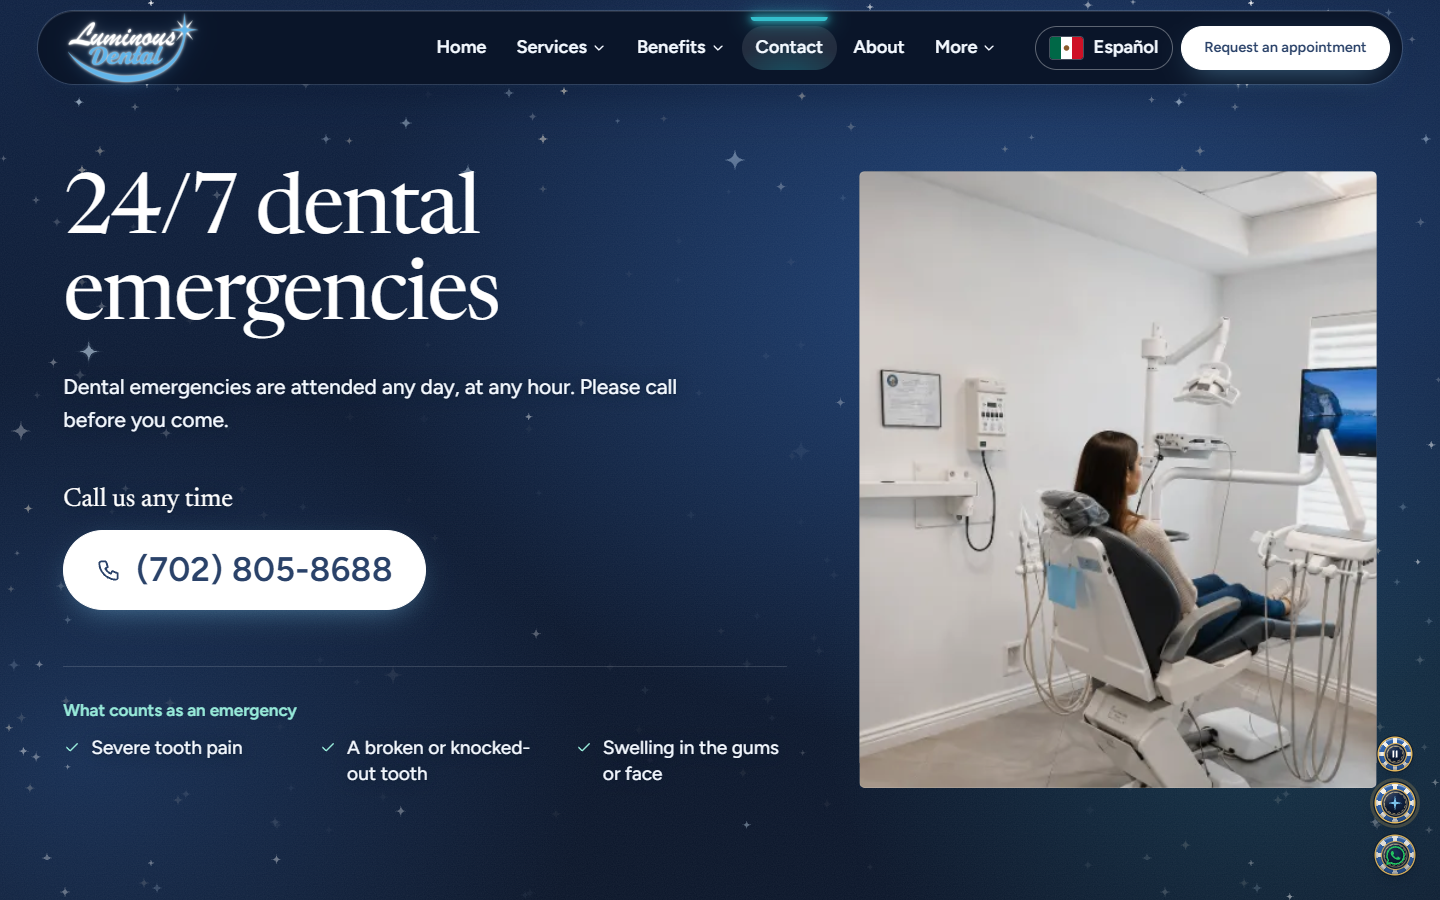 Luminous
Dental
Home
Services
Benefits
Contact
About
More
Español
Request an appointment
24/7 dental
emergencies
Dental emergencies are attended any day, at any hour. Please call
before you come.
Call us any time
(702) 805-8688
What counts as an emergency
Severe tooth pain
A broken or knocked-
out tooth
Swelling in the gums
or face